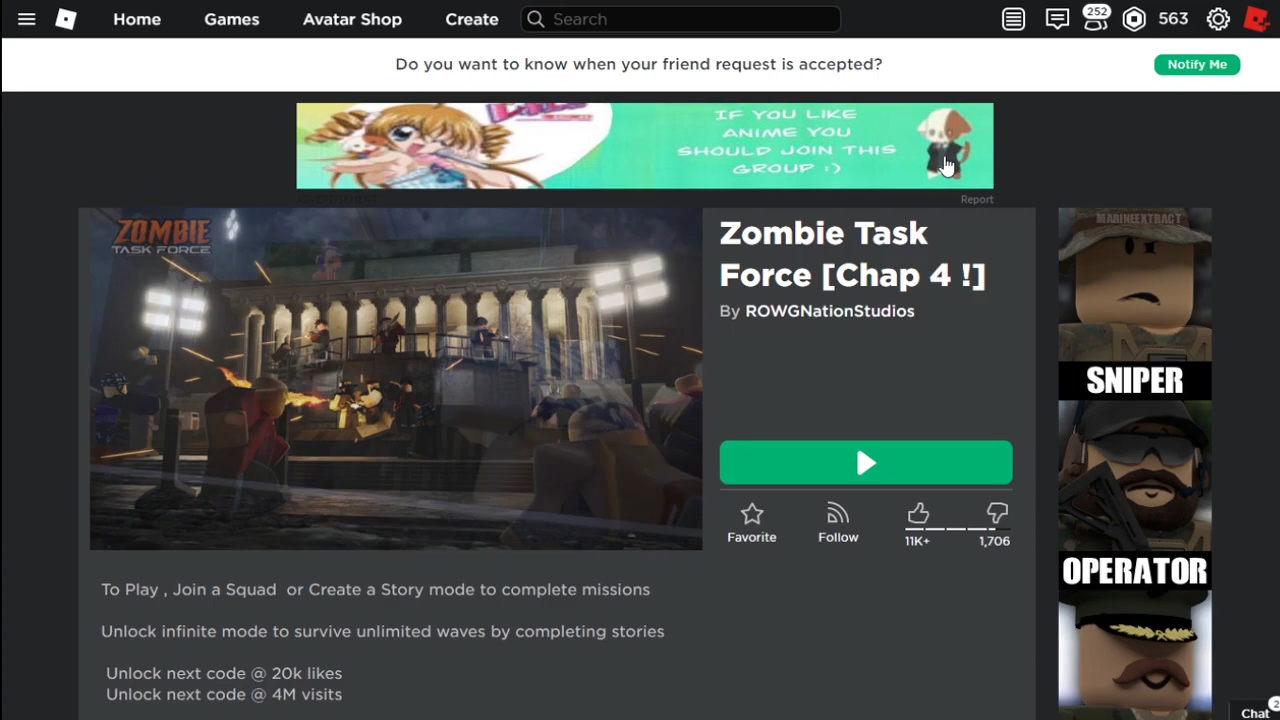 Home Games Avatar Shop Create Search 252 563
Do you want to know when your friend request is accepted? Notify Me
IF YOU LIKE
ANIME YOU
SHOULD JOIN THIS
GROUP :)
ADVERTISEMENT
Report
ZOMBIE
TASK FORCE
Zombie Task
Force [Chap 4 !]
By ROWGNationStudios
Favorite Follow 11K+ 1,706
To Play , Join a Squad or Create a Story mode to complete missions
Unlock infinite mode to survive unlimited waves by completing stories
Unlock next code @ 20k likes
Unlock next code @ 4M visits
MARINEEXTRACT
SNIPER
OPERATOR
Chat 2